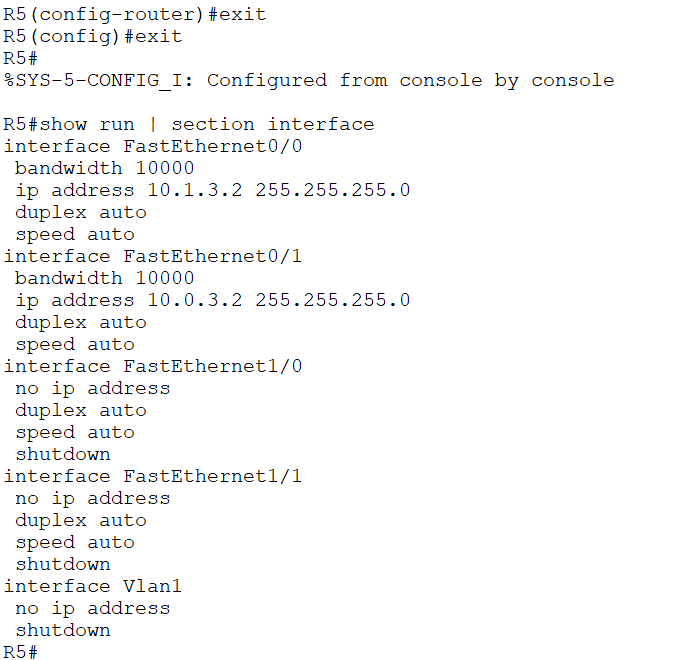 R5(config-router)#exit
R5(config)#exit
R5#
%SYS-5-CONFIG_I: Configured from console by console

R5#show run | section interface
interface FastEthernet0/0
 bandwidth 10000
 ip address 10.1.3.2 255.255.255.0
 duplex auto
 speed auto
interface FastEthernet0/1
 bandwidth 10000
 ip address 10.0.3.2 255.255.255.0
 duplex auto
 speed auto
interface FastEthernet1/0
 no ip address
 duplex auto
 speed auto
 shutdown
interface FastEthernet1/1
 no ip address
 duplex auto
 speed auto
 shutdown
interface Vlan1
 no ip address
 shutdown
R5#